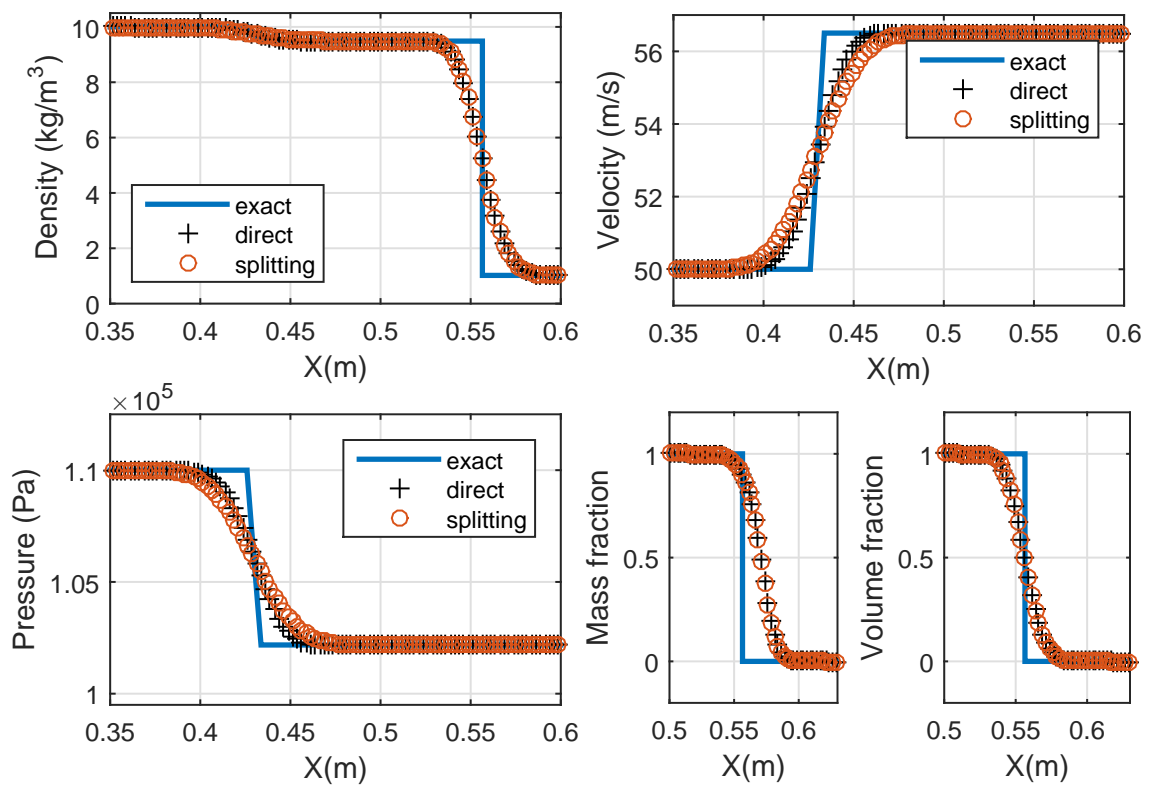 Density (kg/m3)
10
8
6
4
2
0
exact
direct
splitting
0.35 0.4 0.45 0.5 0.55 0.6
X(m)
Velocity (m/s)
56
54
52
50
exact
direct
splitting
0.35 0.4 0.45 0.5 0.55 0.6
X(m)
×10^5
Pressure (Pa)
1.1
1.05
1
exact
direct
splitting
0.35 0.4 0.45 0.5 0.55 0.6
X(m)
Mass fraction
1
0.5
0
0.5 0.55 0.6
X(m)
Volume fraction
1
0.5
0
0.5 0.55 0.6
X(m)